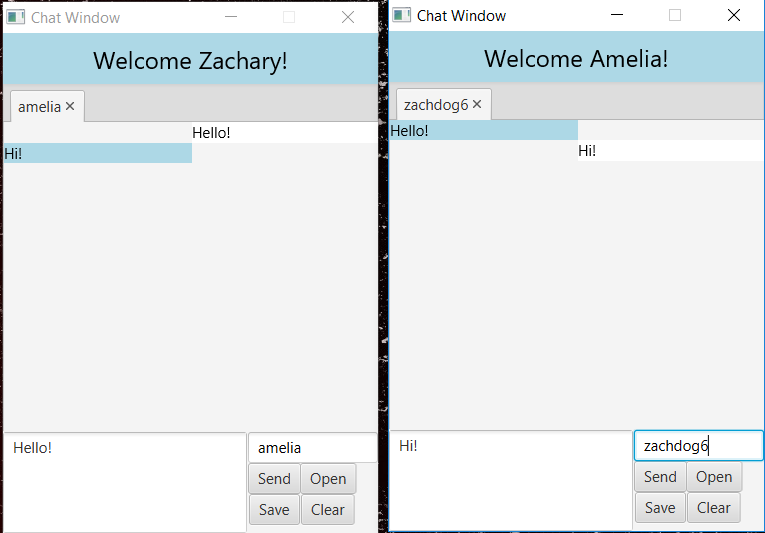 Chat Window
Welcome Zachary!
amelia
Hello!
Hi!
Hello!
amelia
Send
Open
Save
Clear
Chat Window
Welcome Amelia!
zachdog6
Hello!
Hi!
Hi!
zachdog6
Send
Open
Save
Clear